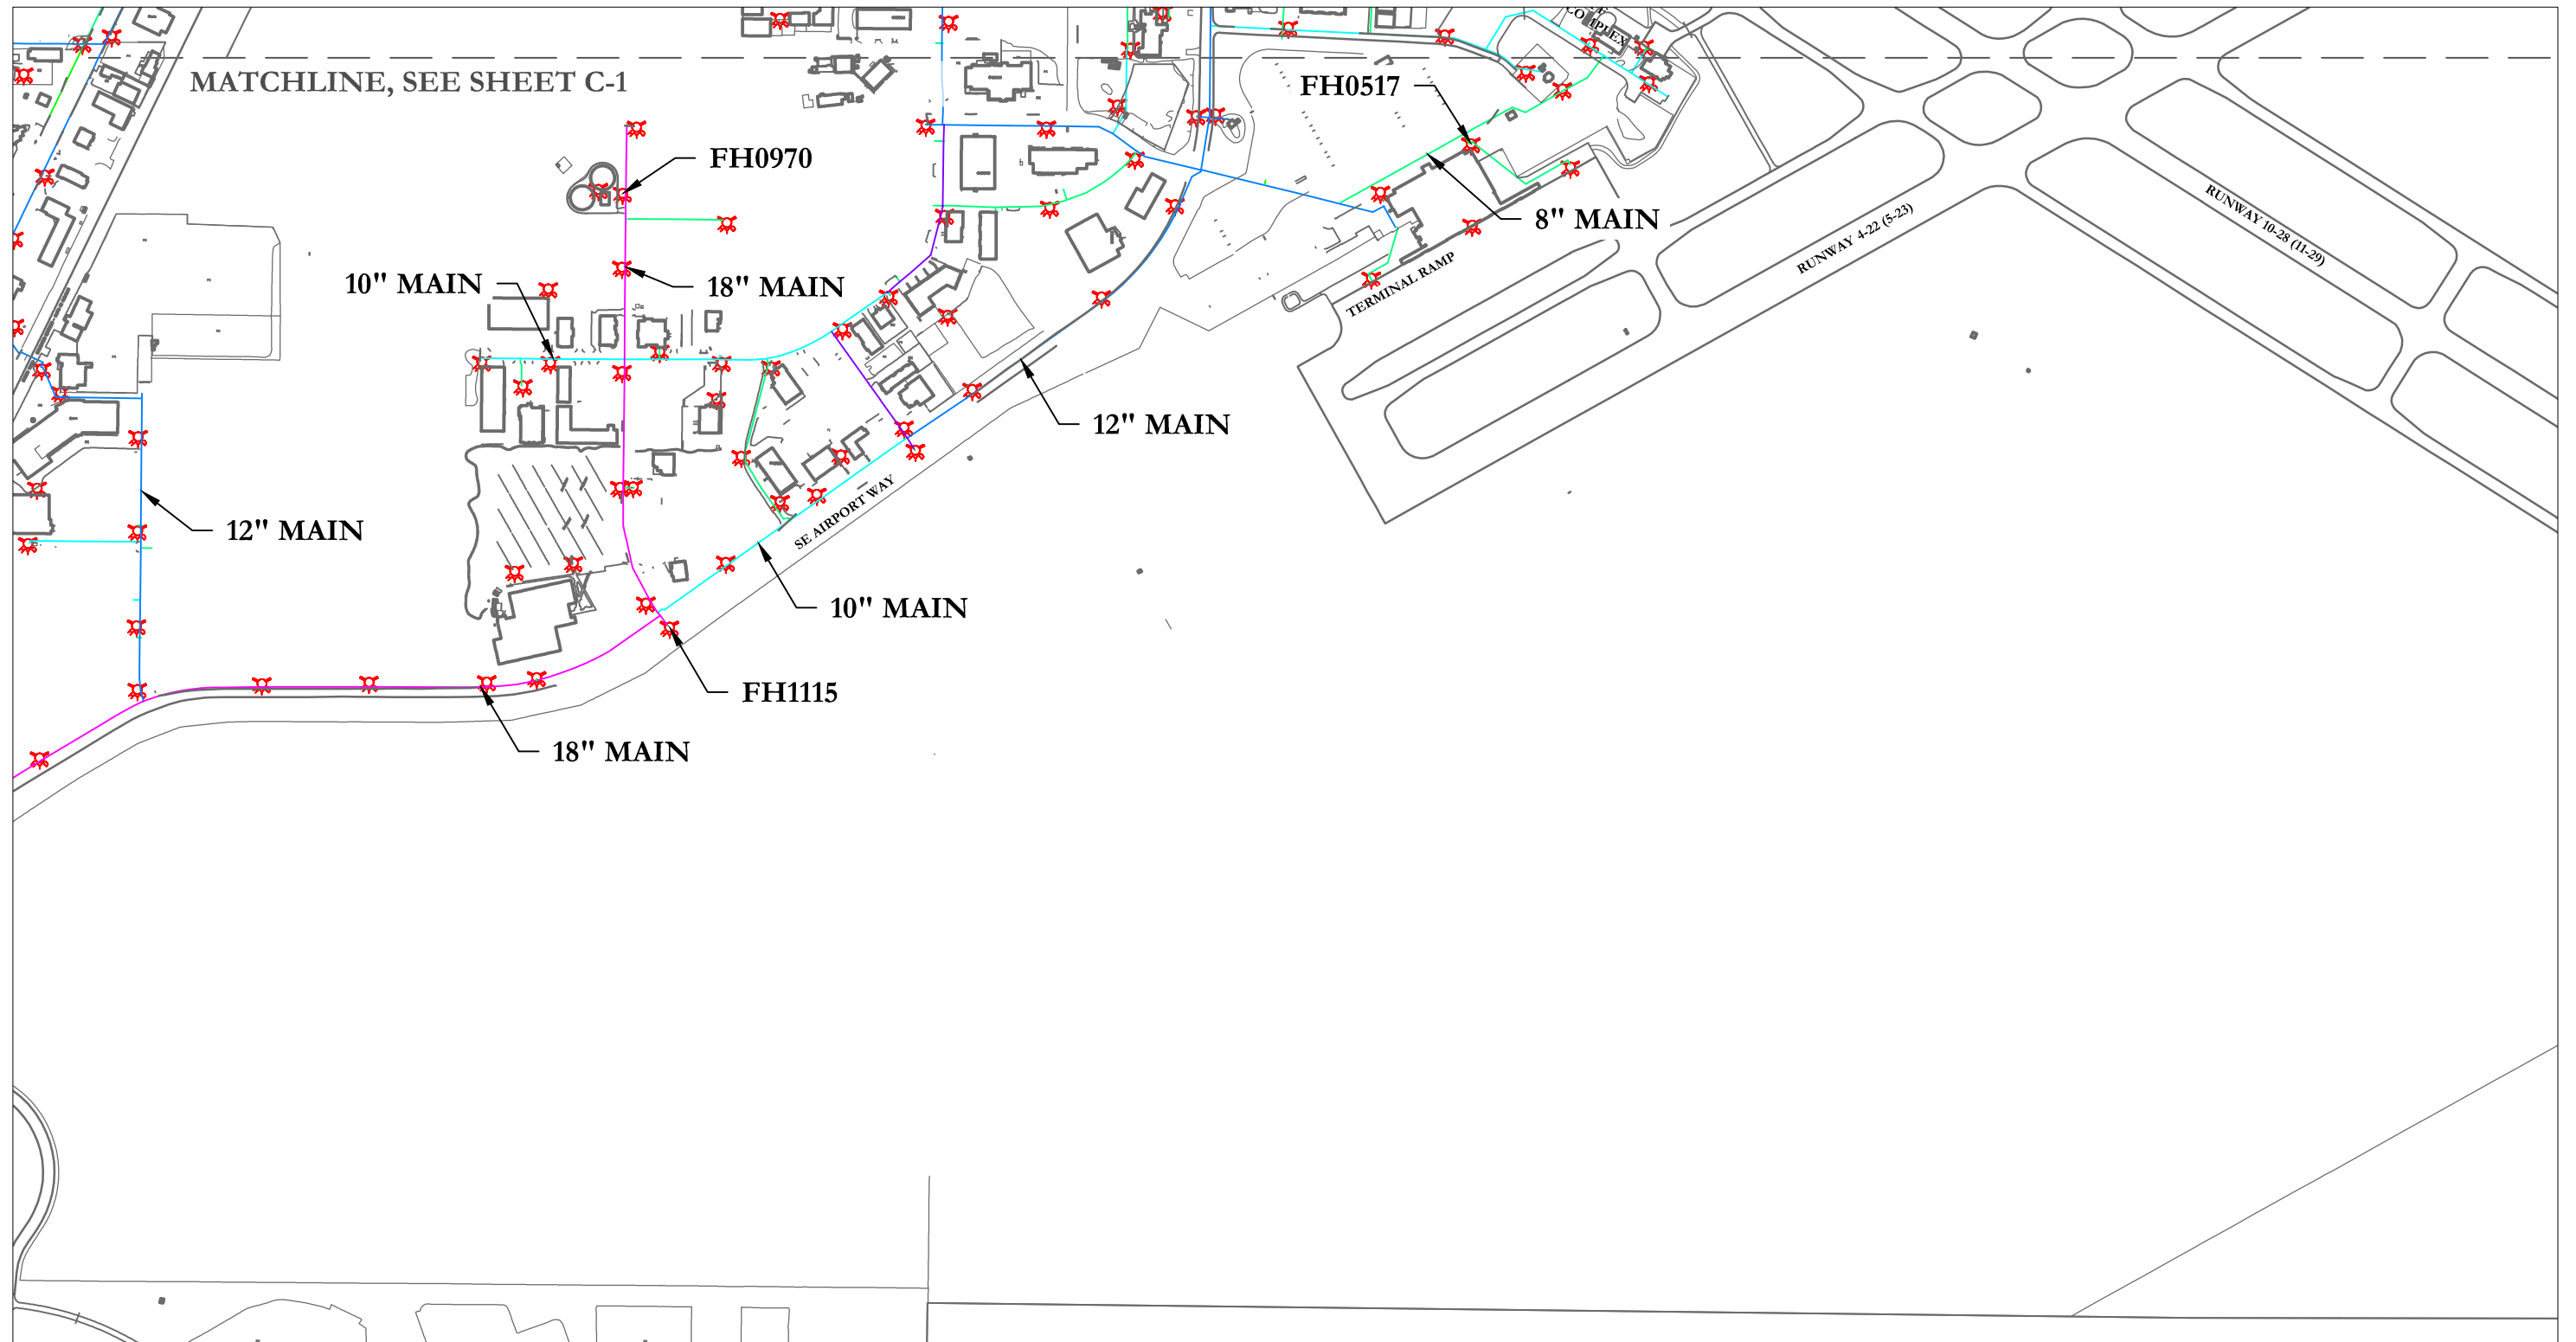 COMPLEX
MATCHLINE, SEE SHEET C-1
FH0517
FH0970
8" MAIN
RUNWAY 10-28 (11-29)
RUNWAY 4-22 (5-23)
10" MAIN
18" MAIN
TERMINAL RAMP
12" MAIN
12" MAIN
SE AIRPORT WAY
10" MAIN
FH1115
18" MAIN